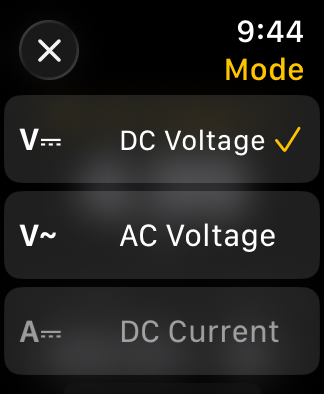 9:44
Mode
V⎓ DC Voltage ✓
V~ AC Voltage
A⎓ DC Current